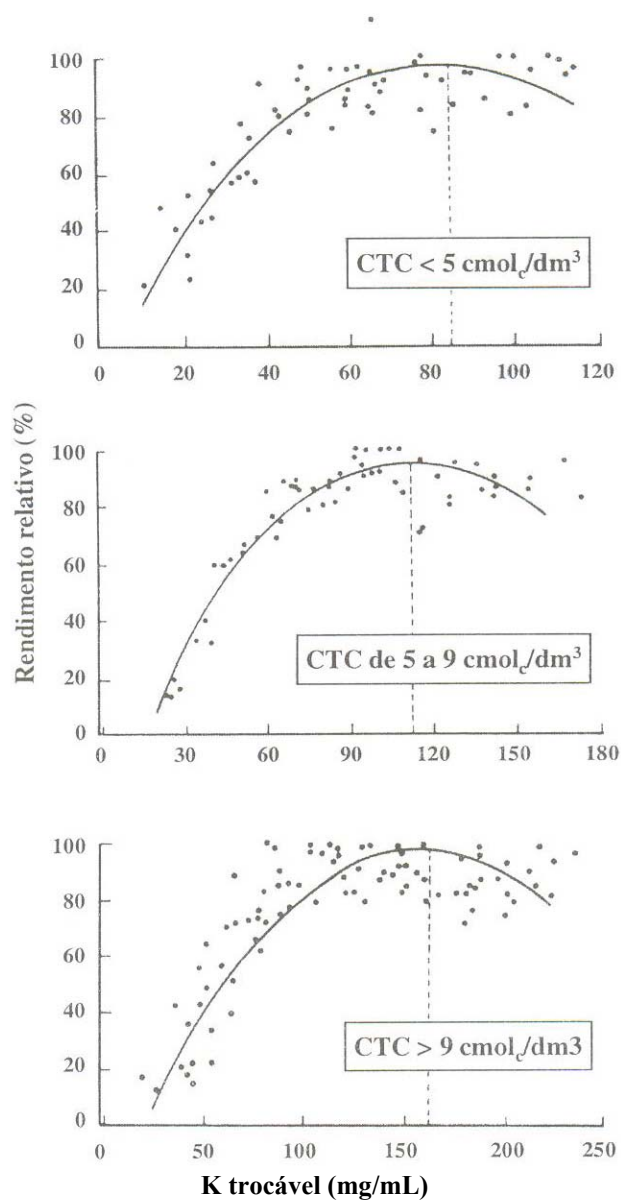 Rendimento relativo (%)
100
80
60
40
20
0
CTC < 5 cmolc/dm³
0 20 40 60 80 100 120
100
80
60
40
20
0
CTC de 5 a 9 cmolc/dm³
0 30 60 90 120 150 180
100
80
60
40
20
0
CTC > 9 cmolc/dm3
0 50 100 150 200 250
K trocável (mg/mL)